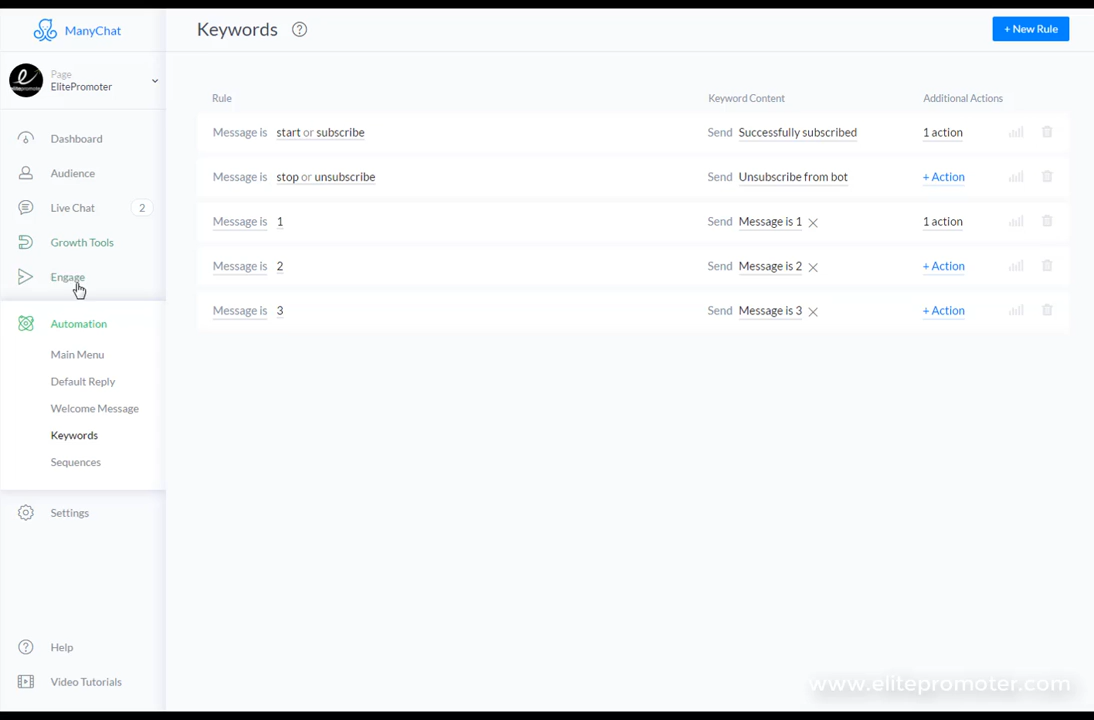 ManyChat
Keywords ?
+ New Rule
Page
ElitePromoter
Dashboard
Audience
Live Chat 2
Growth Tools
Engage
Automation
Main Menu
Default Reply
Welcome Message
Keywords
Sequences
Settings
Help
Video Tutorials
Rule Keyword Content Additional Actions
Message is start or subscribe Send Successfully subscribed 1 action
Message is stop or unsubscribe Send Unsubscribe from bot + Action
Message is 1 Send Message is 1 1 action
Message is 2 Send Message is 2 + Action
Message is 3 Send Message is 3 + Action
www.elitepromoter.com